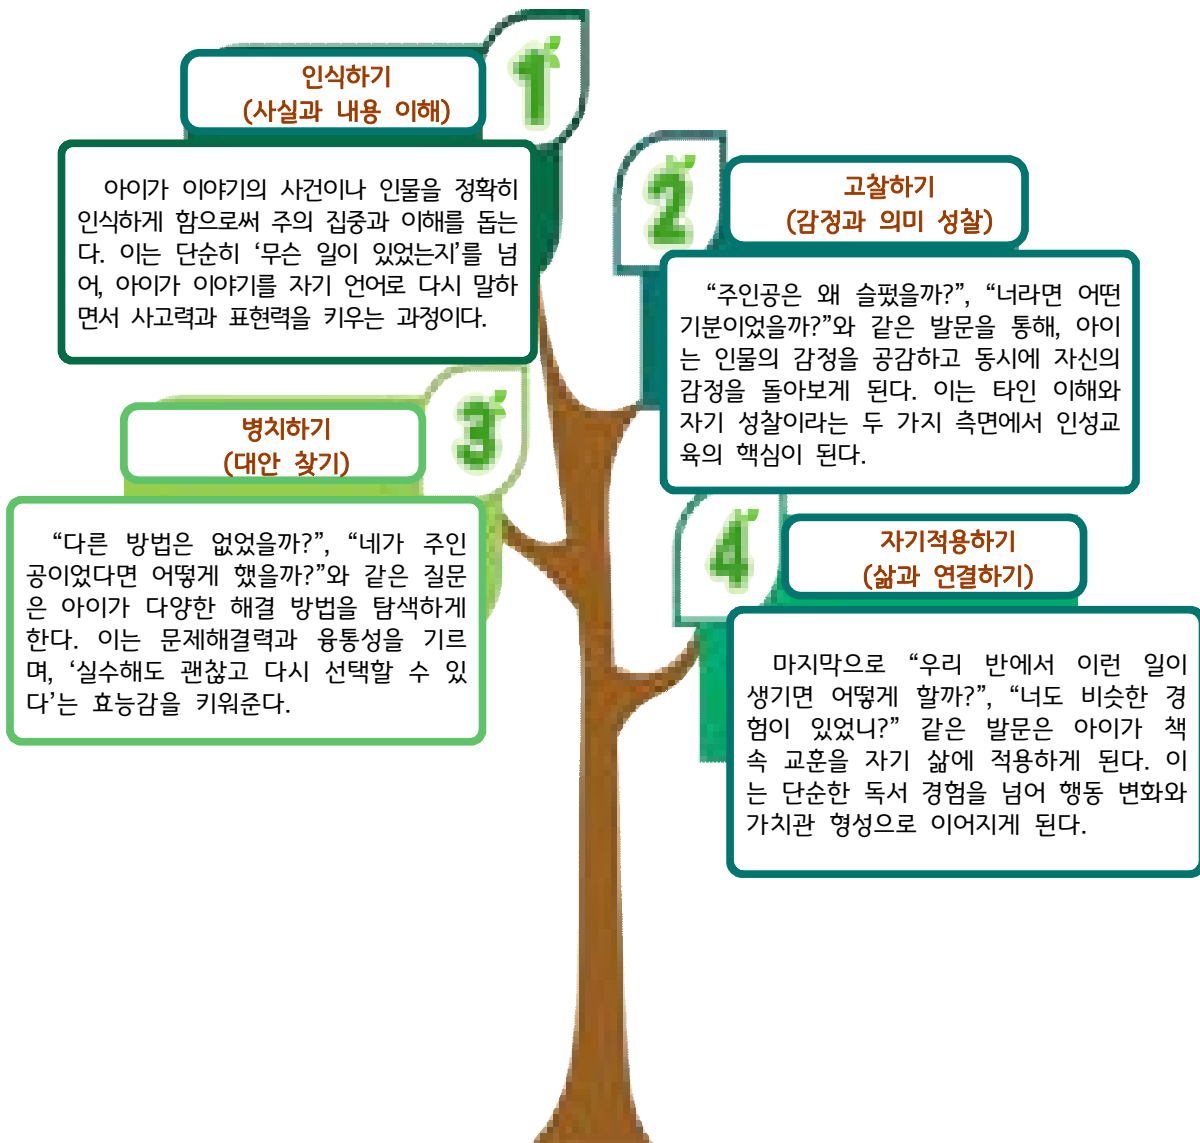 1
인식하기
(사실과 내용 이해)
아이가 이야기의 사건이나 인물을 정확히
인식하게 함으로써 주의 집중과 이해를 돕는
다. 이는 단순히 ‘무슨 일이 있었는지’를 넘
어, 아이가 이야기를 자기 언어로 다시 말하
면서 사고력과 표현력을 키우는 과정이다.
2
고찰하기
(감정과 의미 성찰)
“주인공은 왜 슬펐을까?”, “너라면 어떤
기분이었을까?”와 같은 발문을 통해, 아이
는 인물의 감정을 공감하고 동시에 자신의
감정을 돌아보게 된다. 이는 타인 이해와
자기 성찰이라는 두 가지 측면에서 인성교
육의 핵심이 된다.
3
병치하기
(대안 찾기)
“다른 방법은 없었을까?”, “네가 주인
공이었다면 어떻게 했을까?”와 같은 질문
은 아이가 다양한 해결 방법을 탐색하게
한다. 이는 문제해결력과 융통성을 기르
며, ‘실수해도 괜찮고 다시 선택할 수 있
다’는 효능감을 키워준다.
4
자기적용하기
(삶과 연결하기)
마지막으로 “우리 반에서 이런 일이
생기면 어떻게 할까?”, “너도 비슷한 경
험이 있었니?” 같은 발문은 아이가 책
속 교훈을 자기 삶에 적용하게 된다. 이
는 단순한 독서 경험을 넘어 행동 변화와
가치관 형성으로 이어지게 된다.